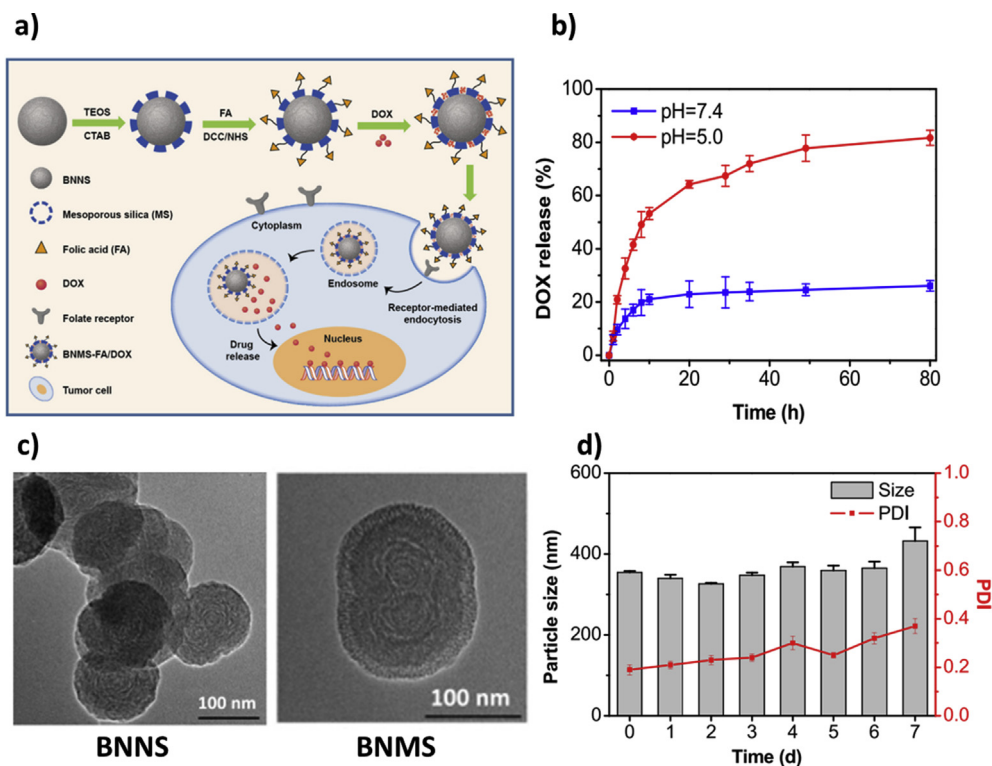 a)
TEOS
CTAB
FA
DCC/NHS
DOX
BNNS
Mesoporous silica (MS)
Folic acid (FA)
DOX
Folate receptor
BNMS-FA/DOX
Tumor cell
Cytoplasm
Endosome
Receptor-mediated
endocytosis
Drug
release
Nucleus
b)
100
80
60
40
20
0
DOX release (%)
pH=7.4
pH=5.0
0 20 40 60 80
Time (h)
c)
100 nm
BNNS
100 nm
BNMS
d)
600
400
200
0
Particle size (nm)
Size
PDI
1.0
0.8
0.6
0.4
0.2
0.0
PDI
0 1 2 3 4 5 6 7
Time (d)